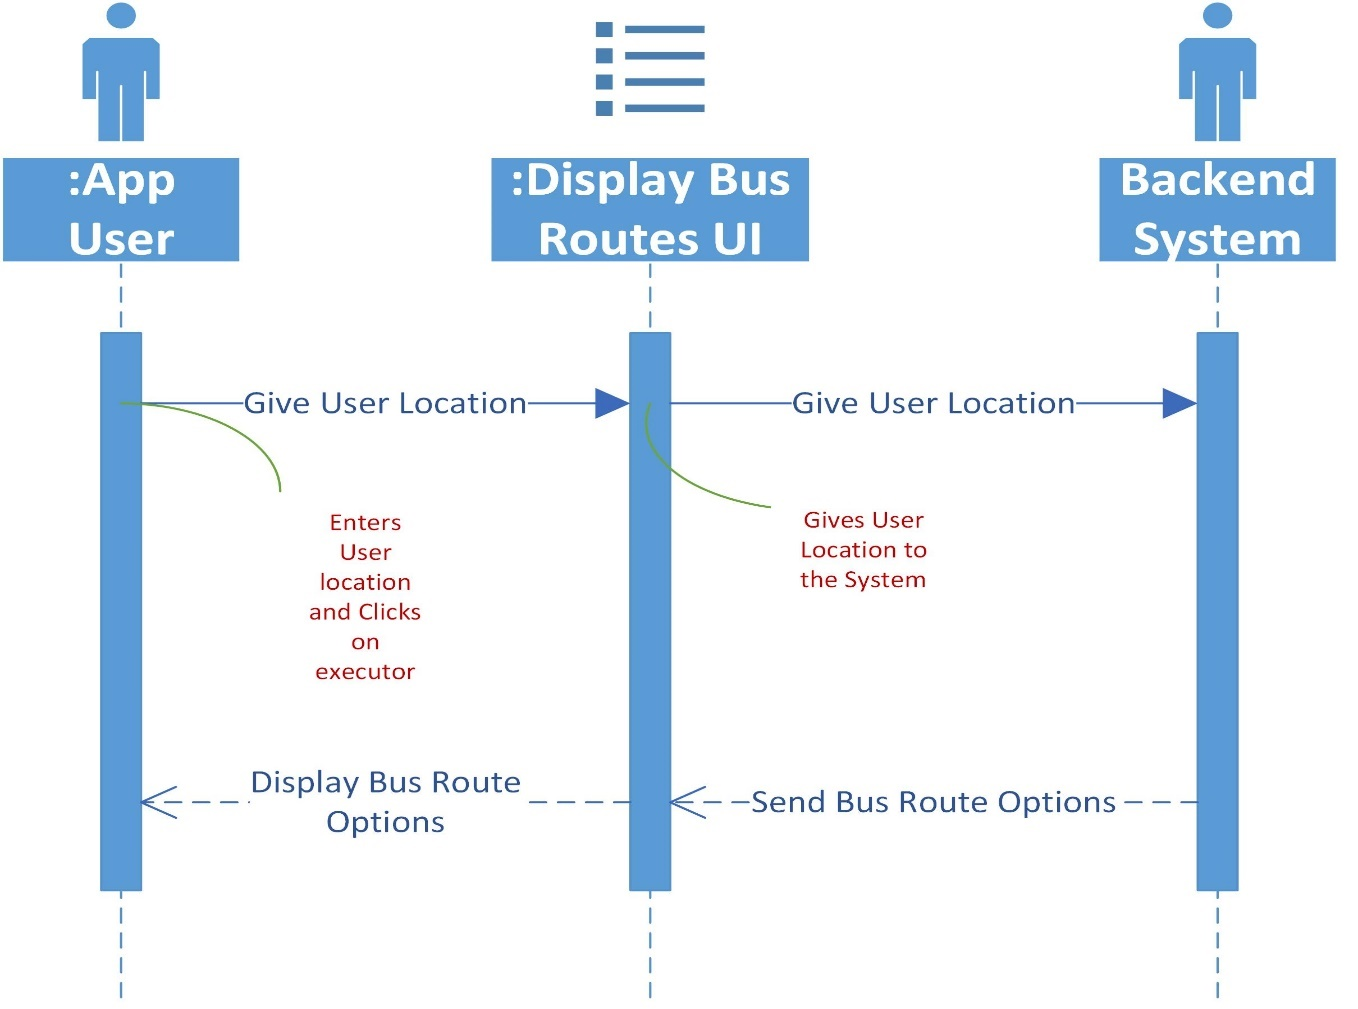 :App
User
:Display Bus
Routes UI
Backend
System
Give User Location
Give User Location
Enters
User
location
and Clicks
on
executor
Gives User
Location to
the System
Display Bus Route
Options
Send Bus Route Options